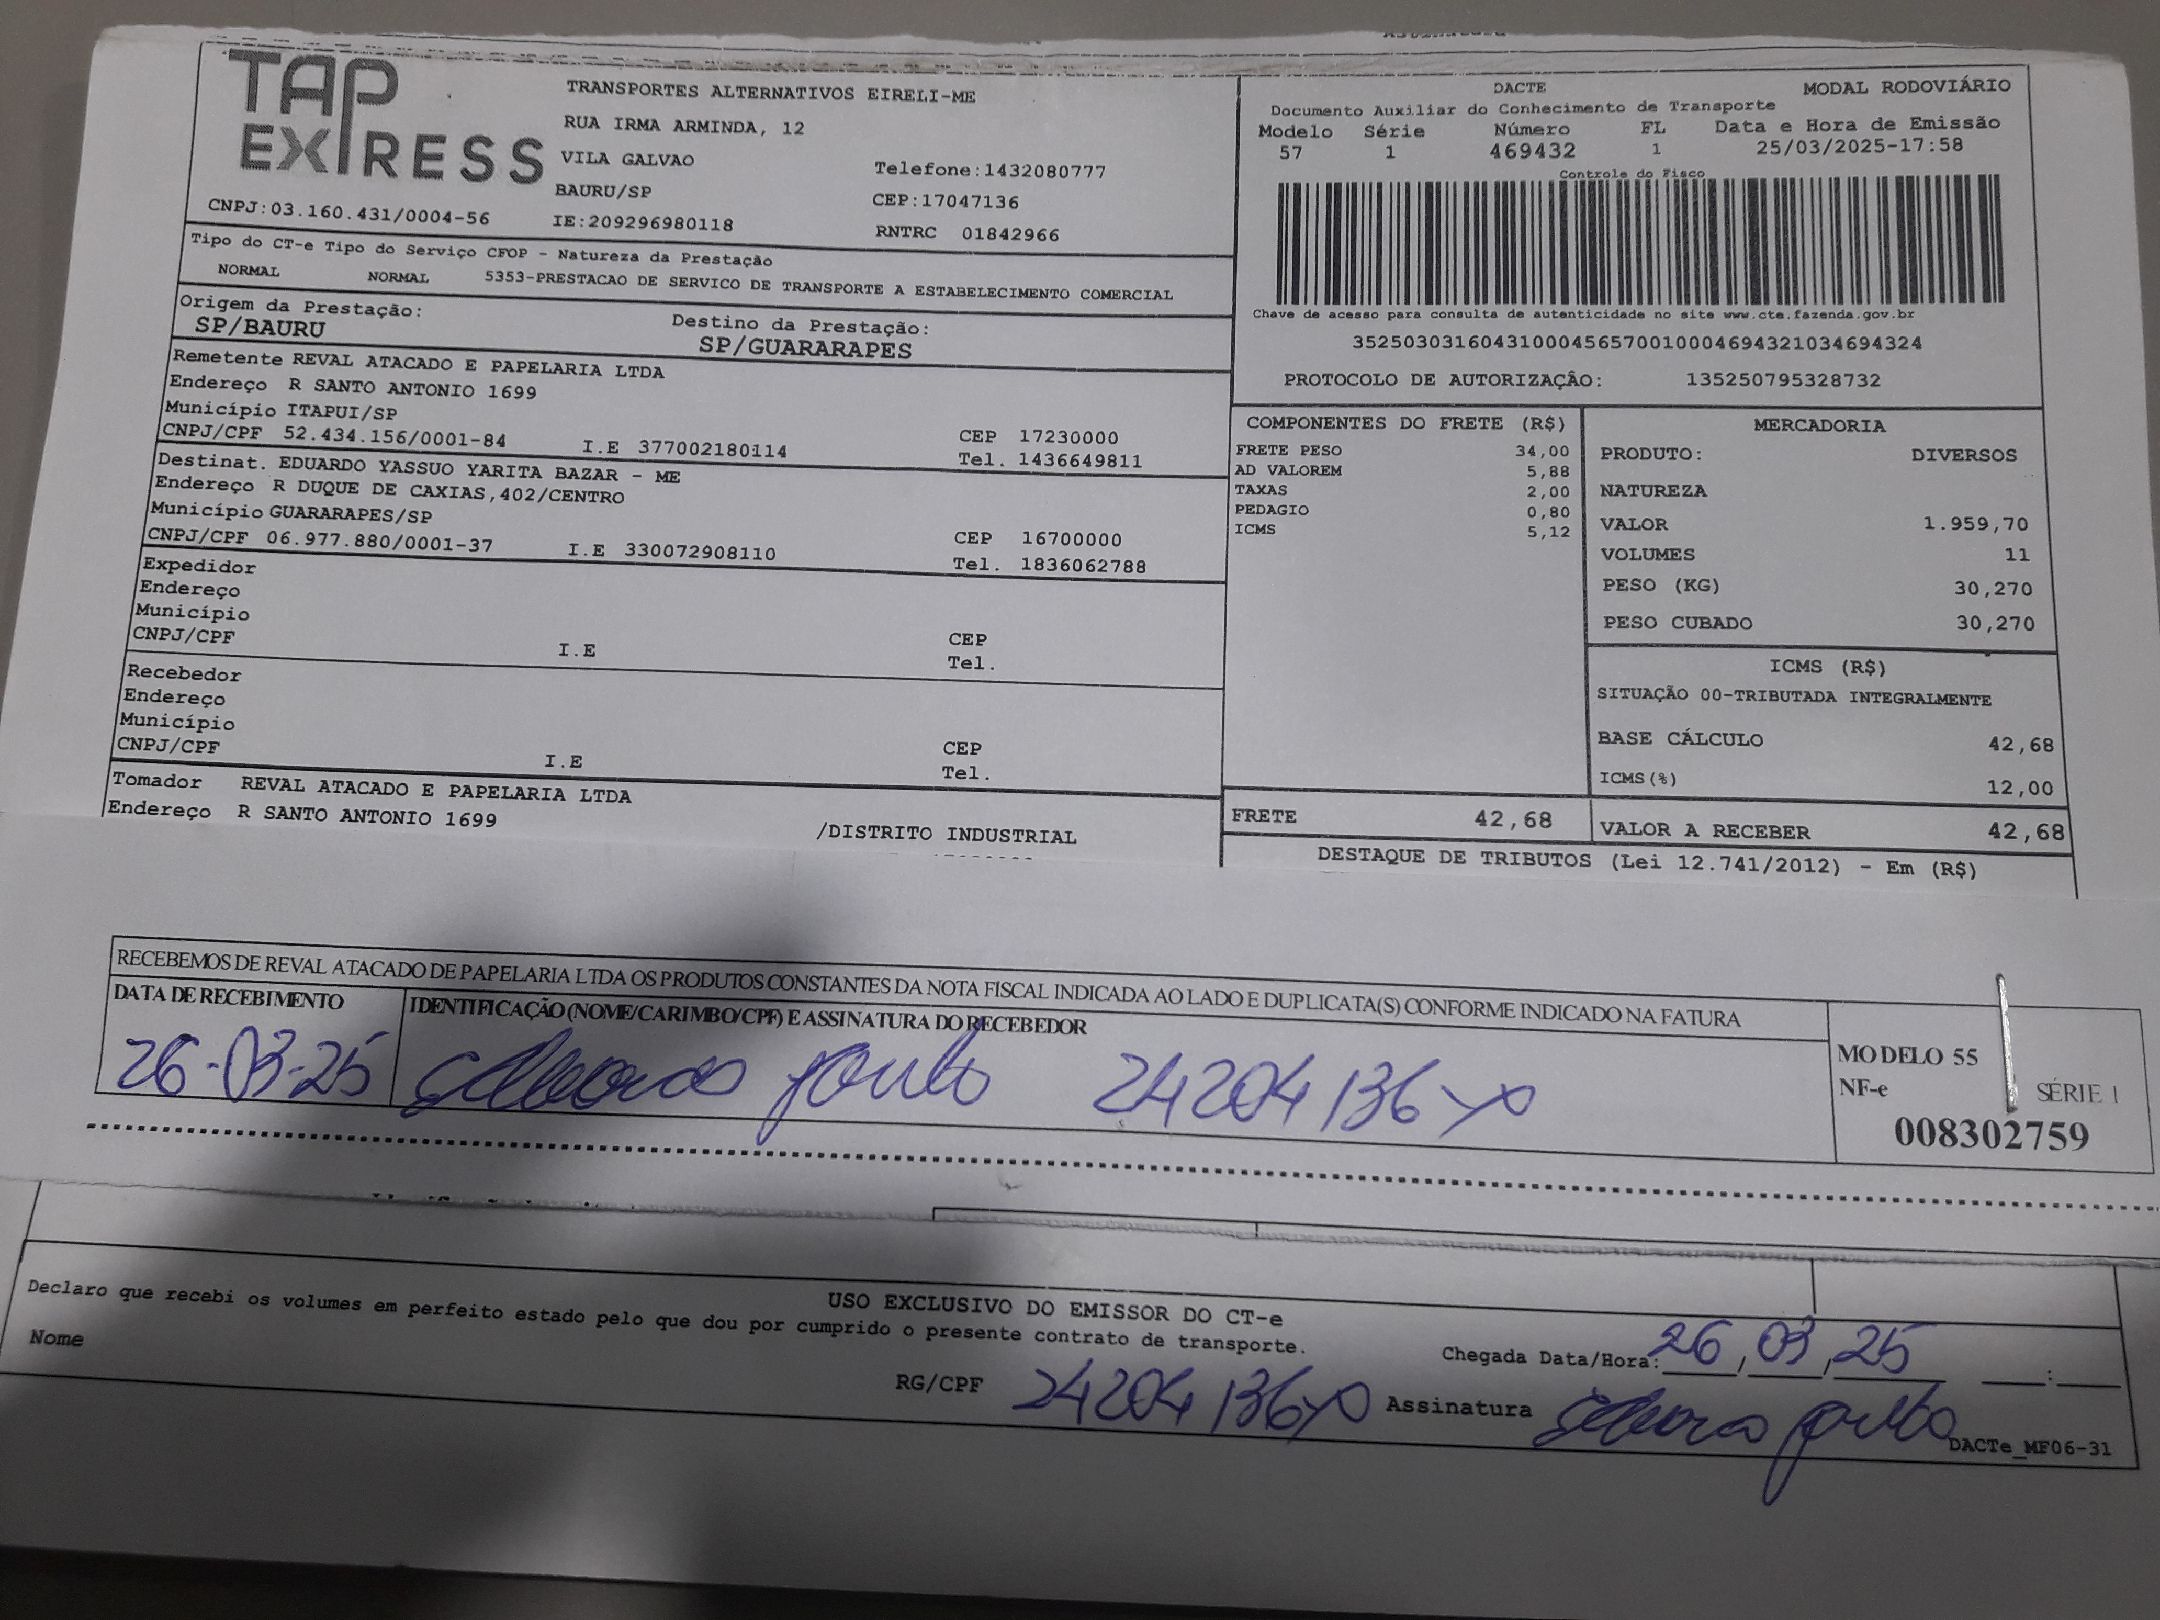 TAP
EXPRESS
TRANSPORTES ALTERNATIVOS EIRELI-ME
RUA IRMA ARMINDA, 12
VILA GALVAO
Telefone:1432080777
BAURU/SP
CEP:17047136
CNPJ:03.160.431/0004-56
IE:209296980118
RNTRC 01842966
DACTE MODAL RODOVIÁRIO
Documento Auxiliar do Conhecimento de Transporte
Modelo Série Número FL Data e Hora de Emissão
57 1 469432 1 25/03/2025-17:58
Controle do Fisco
Chave de acesso para consulta de autenticidade no site www.cte.fazenda.gov.br
35250303160431000456570010004694321034694324
PROTOCOLO DE AUTORIZAÇÂO: 135250795328732
Tipo do CT-e Tipo do Serviço CFOP - Natureza da Prestação
NORMAL NORMAL 5353-PRESTACAO DE SERVICO DE TRANSPORTE A ESTABELECIMENTO COMERCIAL
Origem da Prestação: Destino da Prestação:
SP/BAURU SP/GUARARAPES
Remetente REVAL ATACADO E PAPELARIA LTDA
Endereço R SANTO ANTONIO 1699
Município ITAPUI/SP CEP 17230000
CNPJ/CPF 52.434.156/0001-84 I.E 377002180114 Tel. 1436649811
Destinat. EDUARDO YASSUO YARITA BAZAR - ME
Endereço R DUQUE DE CAXIAS,402/CENTRO
Município GUARARAPES/SP CEP 16700000
CNPJ/CPF 06.977.880/0001-37 I.E 330072908110 Tel. 1836062788
Expedidor
Endereço
Município CEP
CNPJ/CPF I.E Tel.
Recebedor
Endereço
Município CEP
CNPJ/CPF I.E Tel.
Tomador REVAL ATACADO E PAPELARIA LTDA
Endereço R SANTO ANTONIO 1699 /DISTRITO INDUSTRIAL
COMPONENTES DO FRETE (R$)
FRETE PESO 34,00
AD VALOREM 5,88
TAXAS 2,00
PEDAGIO 0,80
ICMS 5,12
FRETE 42,68
MERCADORIA
PRODUTO: DIVERSOS
NATUREZA
VALOR 1.959,70
VOLUMES 11
PESO (KG) 30,270
PESO CUBADO 30,270
ICMS (R$)
SITUAÇÃO 00-TRIBUTADA INTEGRALMENTE
BASE CÁLCULO 42,68
ICMS(%) 12,00
VALOR A RECEBER 42,68
DESTAQUE DE TRIBUTOS (Lei 12.741/2012) - Em (R$)
RECEBEMOS DE REVAL ATACADO DE PAPELARIA LTDA OS PRODUTOS CONSTANTES DA NOTA FISCAL INDICADA AO LADO E DUPLICATA(S) CONFORME INDICADO NA FATURA
DATA DE RECEBIMENTO IDENTIFICAÇÃO (NOME/CARIMBO/CPF) E ASSINATURA DO RECEBEDOR
26-03-25
MODELO 55
NF-e SÉRIE 1
008302759
USO EXCLUSIVO DO EMISSOR DO CT-e
Declaro que recebi os volumes em perfeito estado pelo que dou por cumprido o presente contrato de transporte.
Nome Chegada Data/Hora: 26, 03, 25 :
RG/CPF Assinatura
DACTe_MF06-31